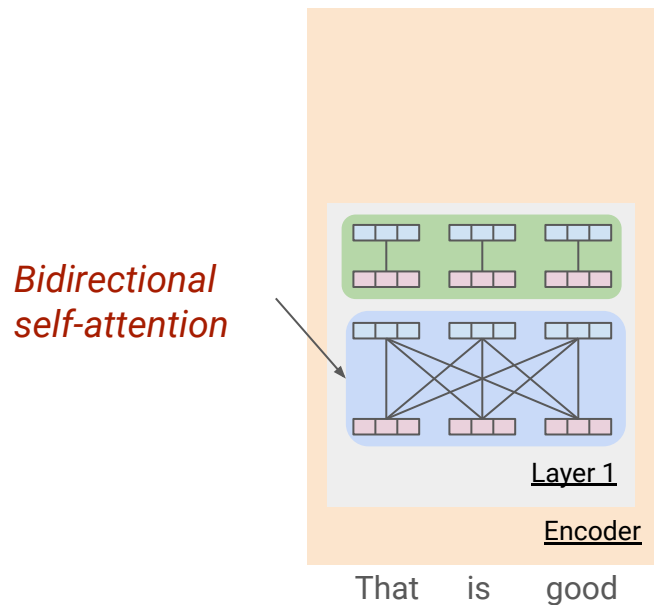 Bidirectional
self-attention
Layer 1
Encoder
That is good